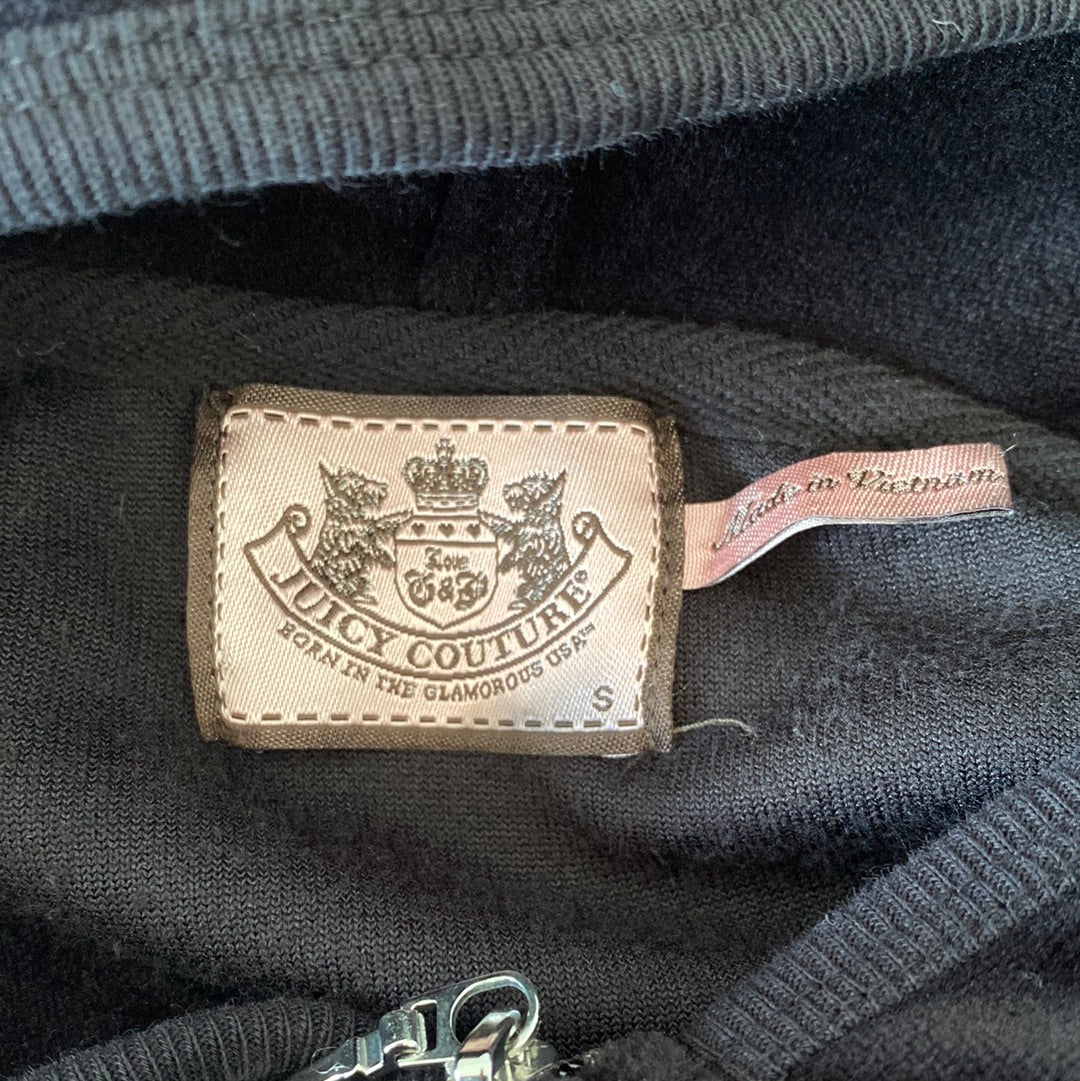 Love
G&P
JUICY COUTURE®
BORN IN THE GLAMOROUS USA™
S
Made in Vietnam